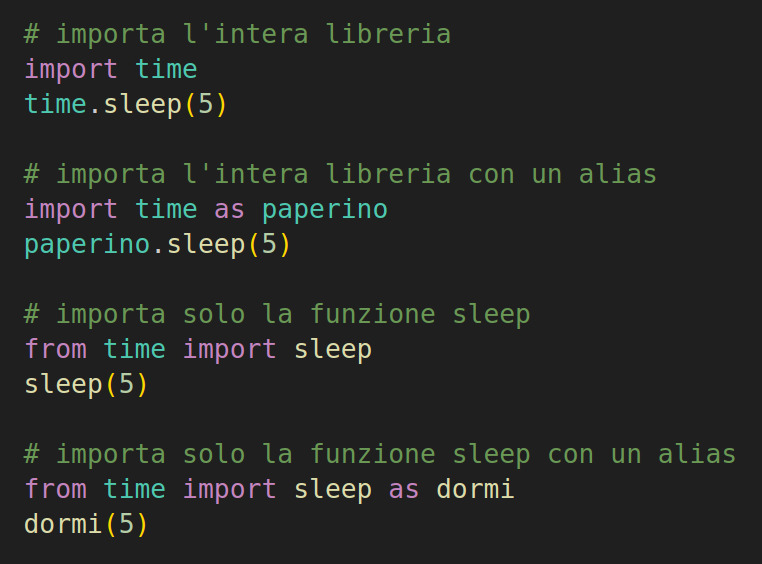 # importa l'intera libreria
import time
time.sleep(5)
# importa l'intera libreria con un alias
import time as paperino
paperino.sleep(5)
# importa solo la funzione sleep
from time import sleep
sleep(5)
# importa solo la funzione sleep con un alias
from time import sleep as dormi
dormi(5)